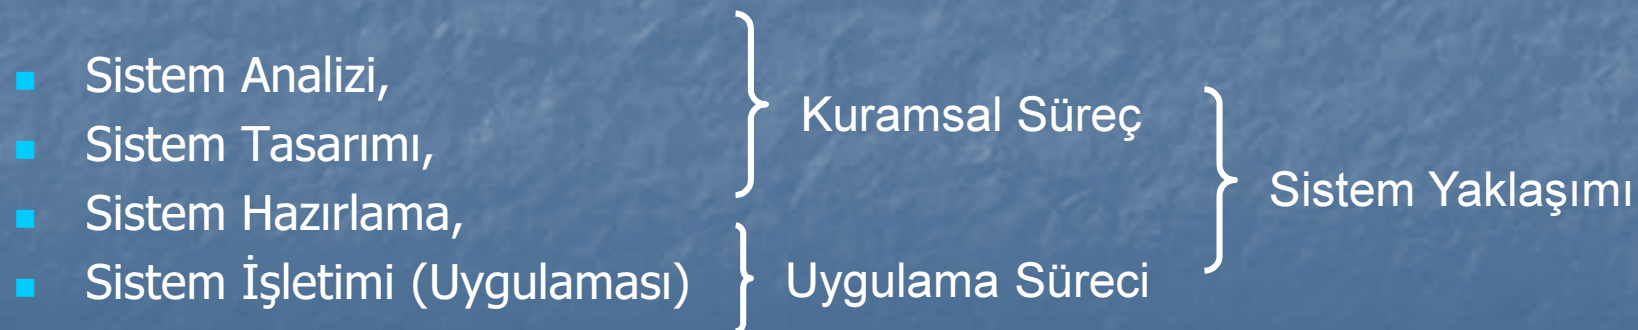 Sistem Analizi,
Sistem Tasarımı,
Sistem Hazırlama,
Sistem İşletimi (Uygulaması)
Kuramsal Süreç
Uygulama Süreci
Sistem Yaklaşımı